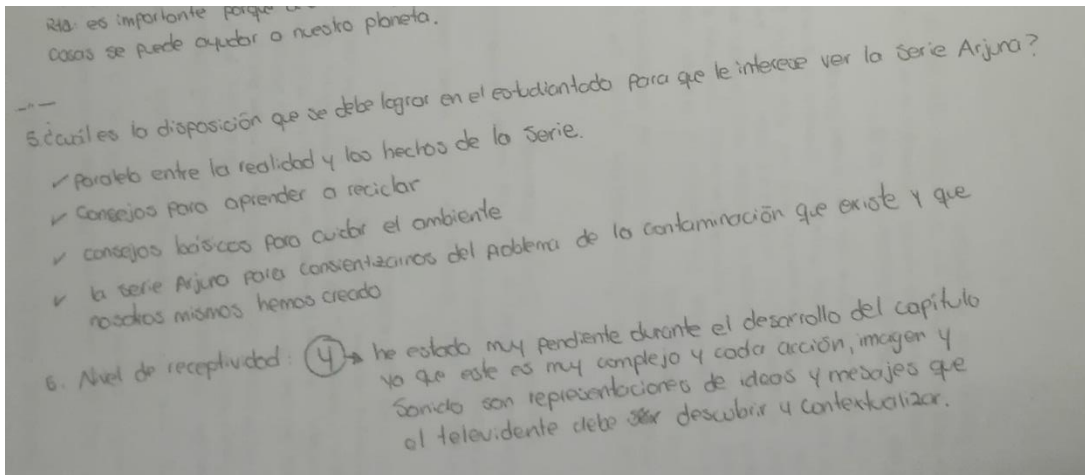 Rta: es importante porque
cosas se puede ayudar a nuestro planeta.
5. ¿cuál es la disposición que se debe lograr en el estudiantado para que le interese ver la serie Arjuna?
✓ Paralelo entre la realidad y los hechos de la serie.
✓ Consejos para aprender a reciclar
✓ consejos básicos para cuidar el ambiente
✓ la serie Arjuna para consientizarnos del problema de la contaminación que existe y que
nosotros mismos hemos creado
6. Nivel de receptividad: 4 → he estado muy pendiente durante el desarrollo del capítulo
ya que este es muy complejo y cada acción, imagen y
Sonido son representaciones de ideas y mesajes que
al televidente debe descubrir y contextualizar.